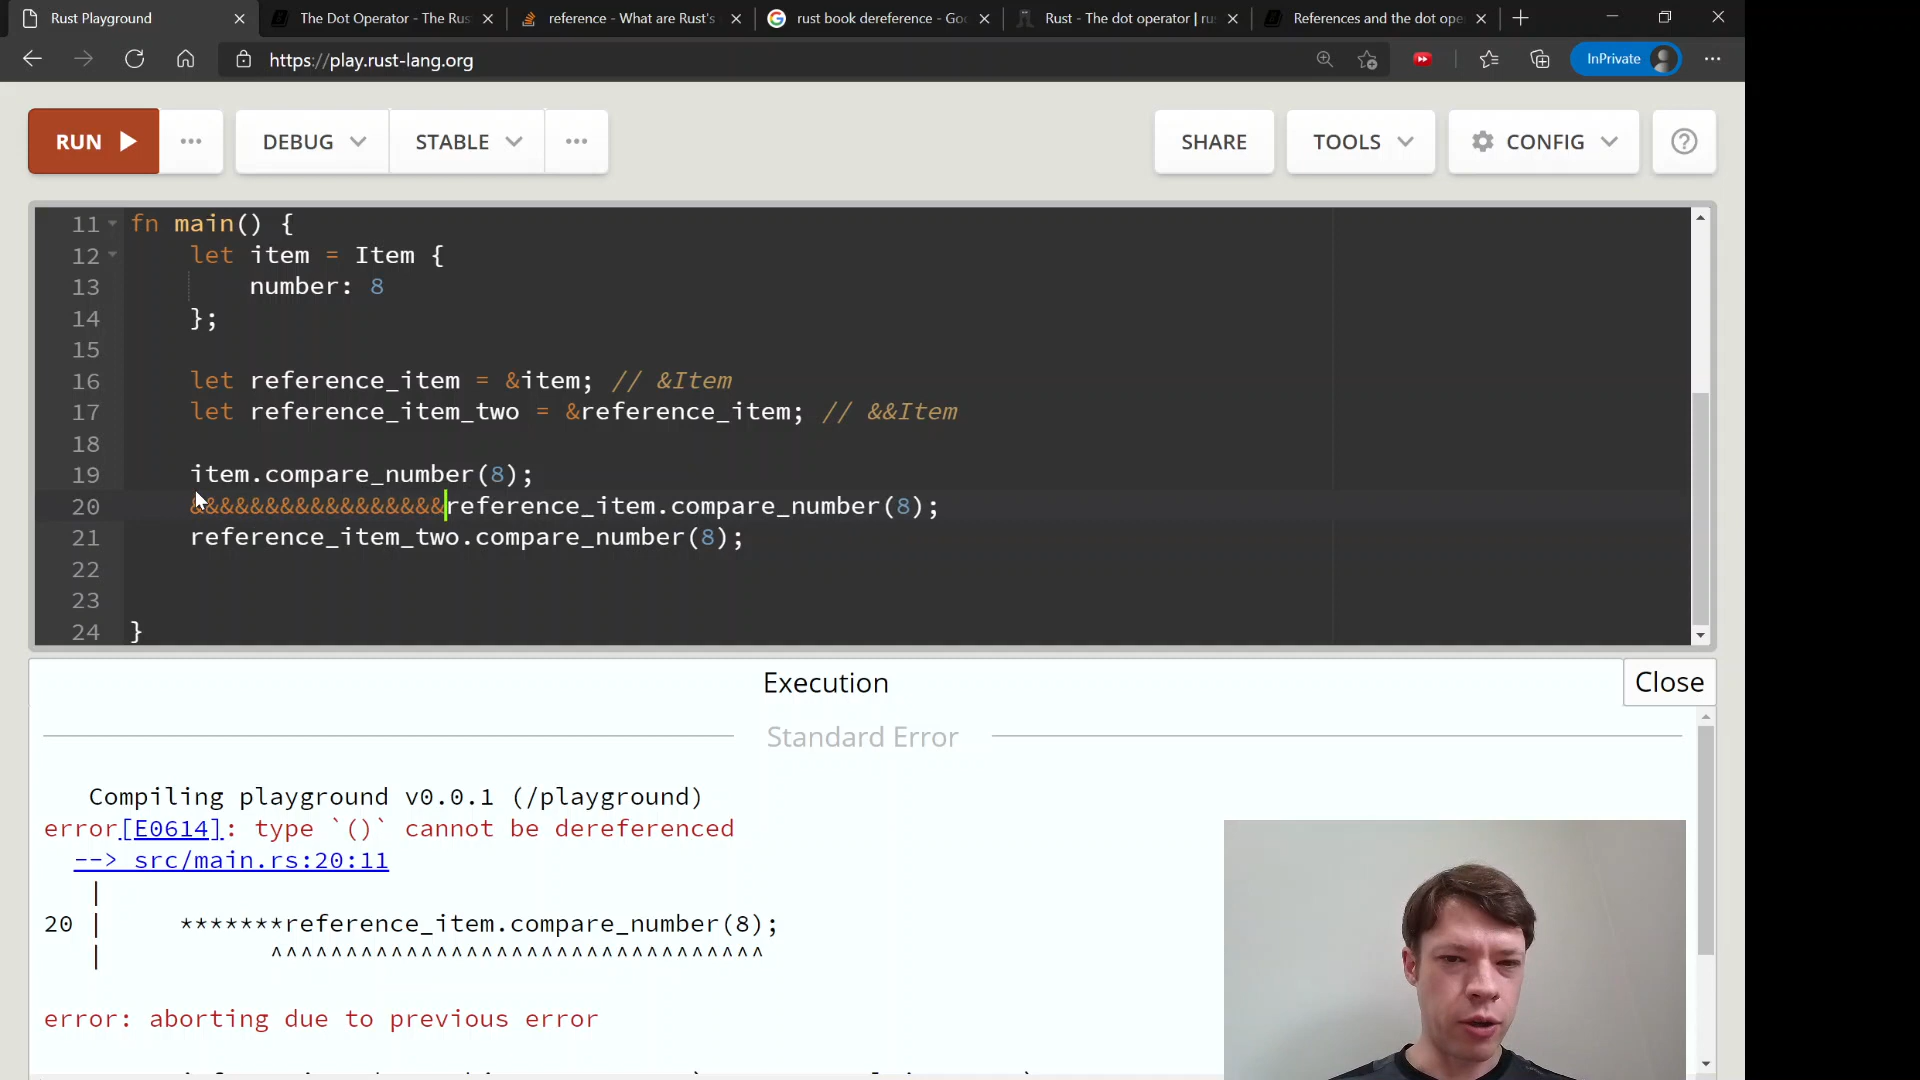 Rust Playground
The Dot Operator - The Rus
reference - What are Rust's
rust book dereference - Goo
Rust - The dot operator | ru
References and the dot ope
https://play.rust-lang.org
InPrivate
RUN
DEBUG
STABLE
SHARE
TOOLS
CONFIG
11 fn main() {
12 let item = Item {
13 number: 8
14 };
15
16 let reference_item = &item; // &Item
17 let reference_item_two = &reference_item; // &&Item
18
19 item.compare_number(8);
20 &&&&&&&&&&&&&&&&&reference_item.compare_number(8);
21 reference_item_two.compare_number(8);
22
23
24 }
Execution
Close
Standard Error
Compiling playground v0.0.1 (/playground)
error[E0614]: type `()` cannot be dereferenced
--> src/main.rs:20:11
|
20 | *******reference_item.compare_number(8);
| ^^^^^^^^^^^^^^^^^^^^^^^^^^^^^^^^^
error: aborting due to previous error